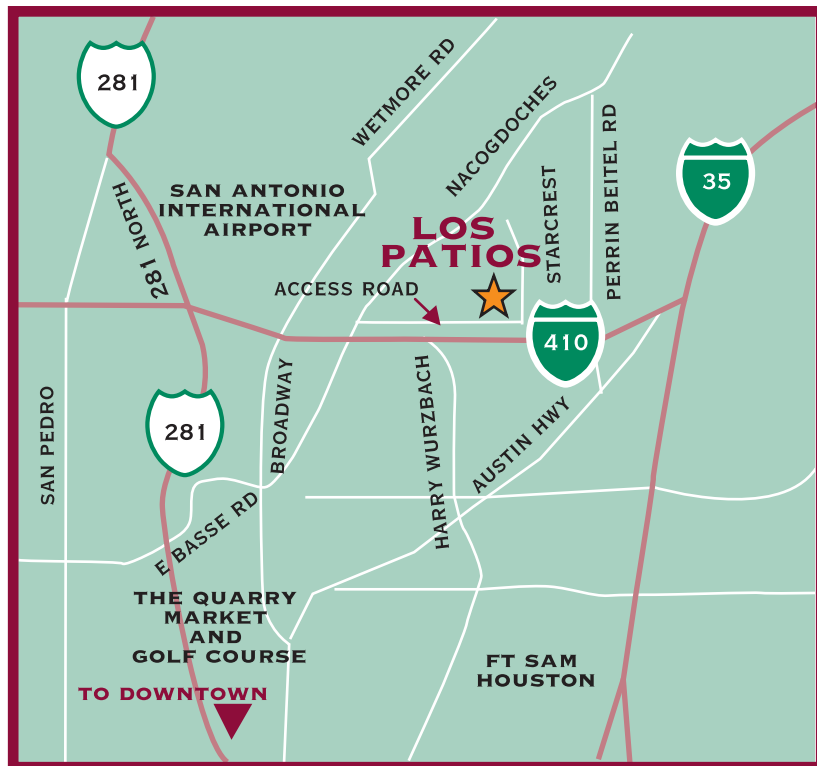 281
WETMORE RD
NACOGDOCHES
PERRIN BEITEL RD
35
281 NORTH
SAN ANTONIO
INTERNATIONAL
AIRPORT
STARCREST
LOS
PATIOS
ACCESS ROAD
410
281
SAN PEDRO
BROADWAY
HARRY WURZBACH
AUSTIN HWY
E BASSE RD
THE QUARRY
MARKET
AND
GOLF COURSE
FT SAM
HOUSTON
TO DOWNTOWN